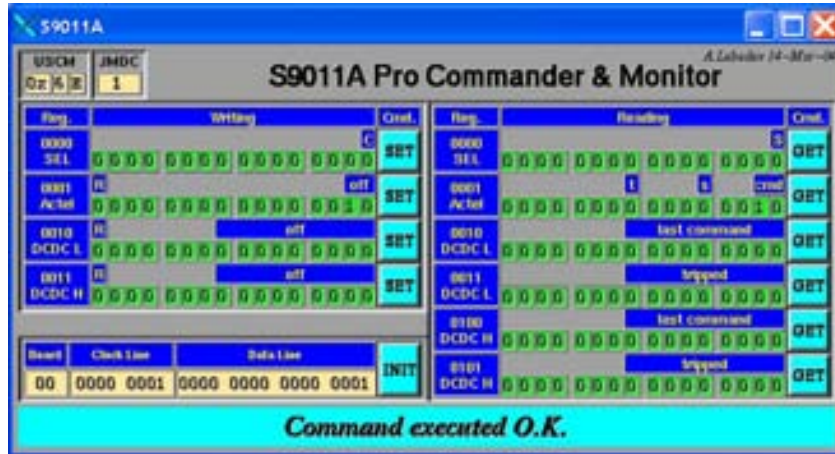 S9011A
USCM JMDC
0x 6 E 1
S9011A Pro Commander & Monitor
A.Lebedev 14-Mar-04
Reg. Writing Cmd.
C
0000 SEL 0 0 0 0 0 0 0 0 0 0 0 0 0 0 0 0 SET
R off
0001 Actel 0 0 0 0 0 0 0 0 0 0 0 0 0 0 1 0 SET
R off
0010 DCDC L 0 0 0 0 0 0 0 0 0 0 0 0 0 0 0 0 SET
R off
0011 DCDC H 0 0 0 0 0 0 0 0 0 0 0 0 0 0 0 0 SET
Board Clock Line Data Line
00 0000 0001 0000 0000 0000 0001 INIT
Reg. Reading Cmd.
S
0000 SEL 0 0 0 0 0 0 0 0 0 0 0 0 0 0 0 0 GET
t s cmd
0001 Actel 0 0 0 0 0 0 0 0 0 0 0 0 0 0 1 0 GET
last command
0010 DCDC L 0 0 0 0 0 0 0 0 0 0 0 0 0 0 0 0 GET
tripped
0011 DCDC L 0 0 0 0 0 0 0 0 0 0 0 0 0 0 0 0 GET
last command
0100 DCDC H 0 0 0 0 0 0 0 0 0 0 0 0 0 0 0 0 GET
tripped
0101 DCDC H 0 0 0 0 0 0 0 0 0 0 0 0 0 0 0 0 GET
Command executed O.K.